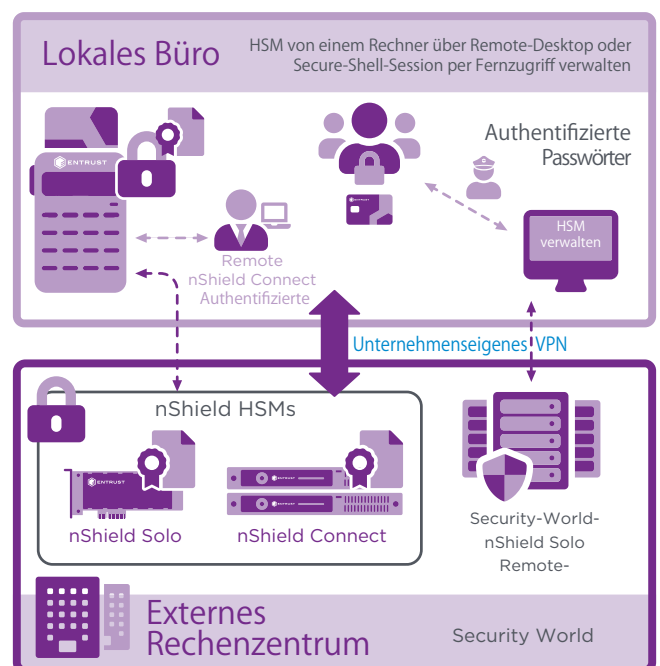 Lokales Büro
HSM von einem Rechner über Remote-Desktop oder
Secure-Shell-Session per Fernzugriff verwalten
ENTRUST
Authentifizierte
Passwörter
ENTRUST
HSM
verwalten
Remote
nShield Connect
Authentifizierte
Unternehmenseigenes VPN
nShield HSMs
ENTRUST
nShield Solo
ENTRUST
ENTRUST
nShield Connect
Security-World-
nShield Solo
Remote-
Externes
Rechenzentrum
Security World